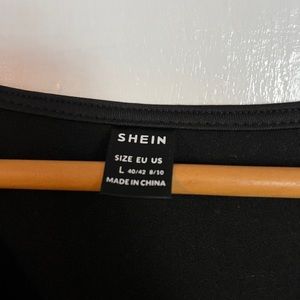 SHEIN
SIZE EU US
L 40/42 8/10
MADE IN CHINA